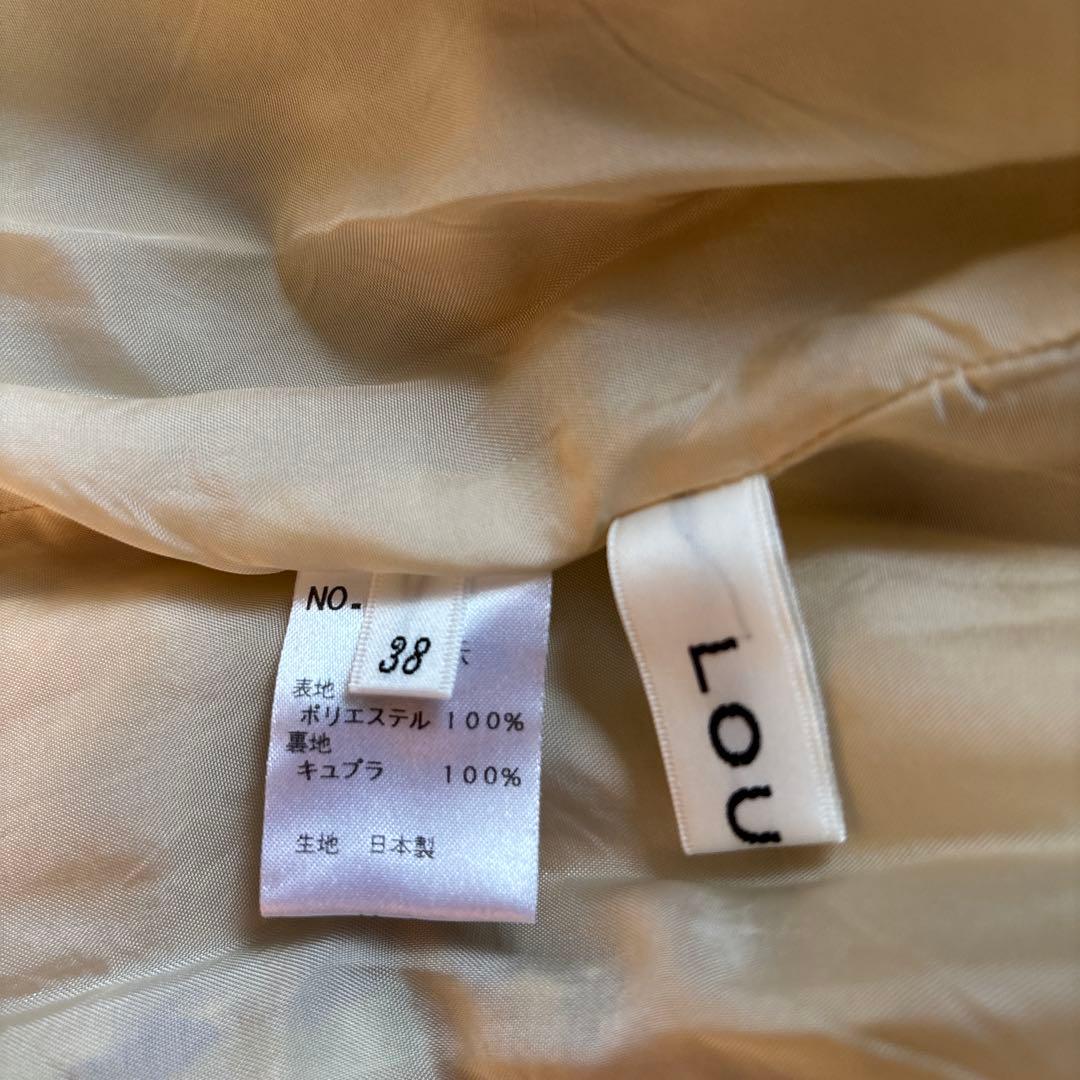 NO.
38
表地
ポリエステル 100%
裏地
キュプラ 100%
生地 日本製
LOU